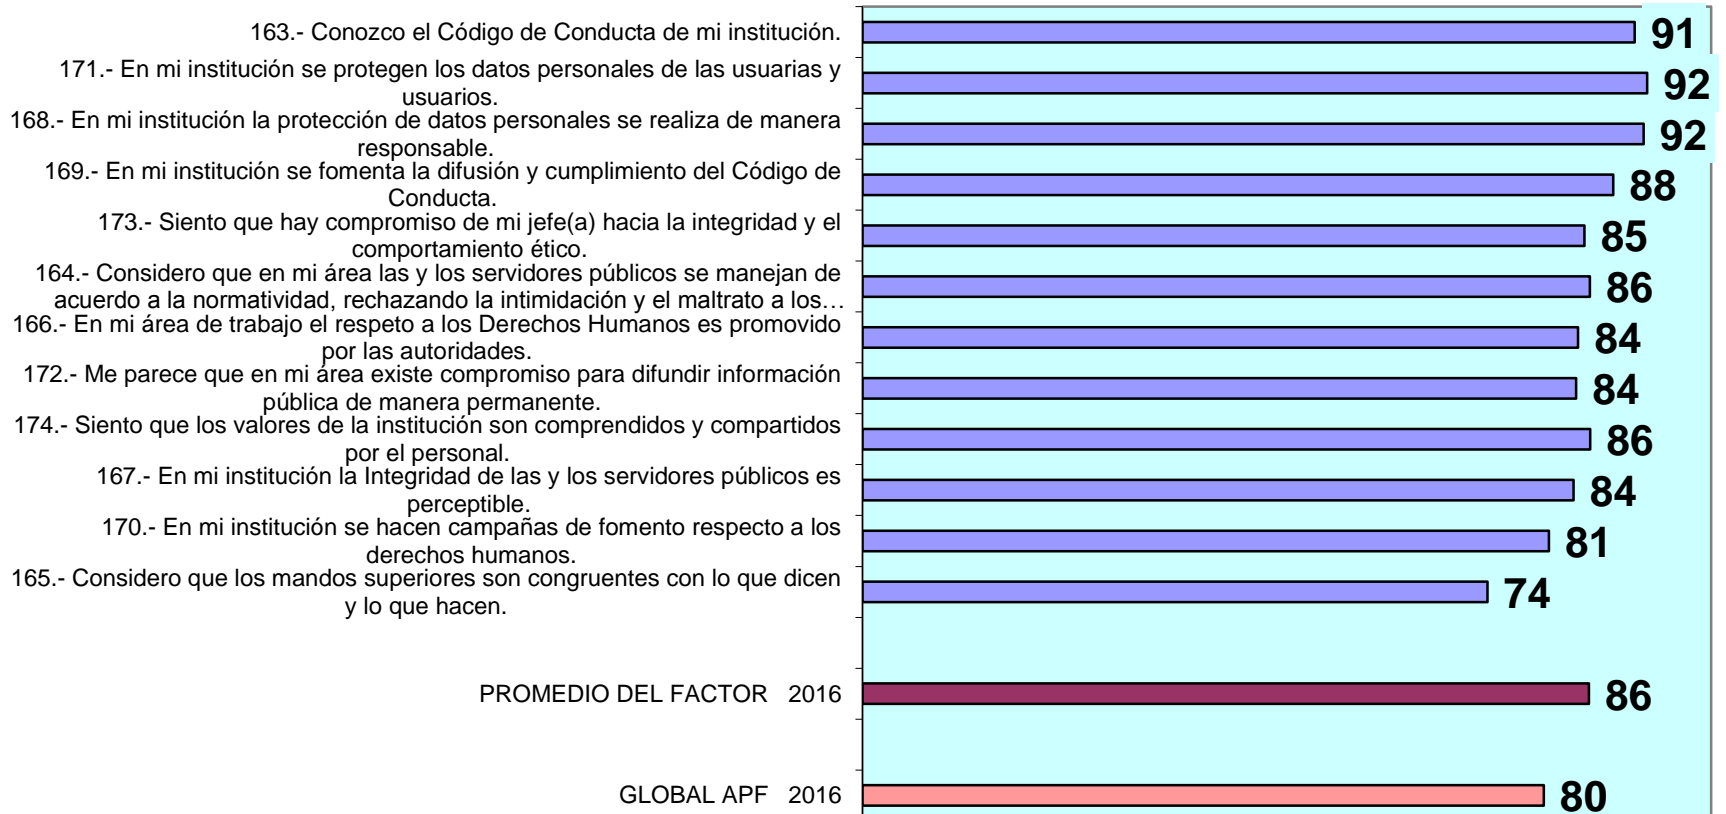 163.- Conozco el Código de Conducta de mi institución.
91
171.- En mi institución se protegen los datos personales de las usuarias y
usuarios.
92
168.- En mi institución la protección de datos personales se realiza de manera
responsable.
92
169.- En mi institución se fomenta la difusión y cumplimiento del Código de
Conducta.
88
173.- Siento que hay compromiso de mi jefe(a) hacia la integridad y el
comportamiento ético.
85
164.- Considero que en mi área las y los servidores públicos se manejan de
acuerdo a la normatividad, rechazando la intimidación y el maltrato a los…
86
166.- En mi área de trabajo el respeto a los Derechos Humanos es promovido
por las autoridades.
84
172.- Me parece que en mi área existe compromiso para difundir información
pública de manera permanente.
84
174.- Siento que los valores de la institución son comprendidos y compartidos
por el personal.
86
167.- En mi institución la Integridad de las y los servidores públicos es
perceptible.
84
170.- En mi institución se hacen campañas de fomento respecto a los
derechos humanos.
81
165.- Considero que los mandos superiores son congruentes con lo que dicen
y lo que hacen.
74
PROMEDIO DEL FACTOR 2016
86
GLOBAL APF 2016
80